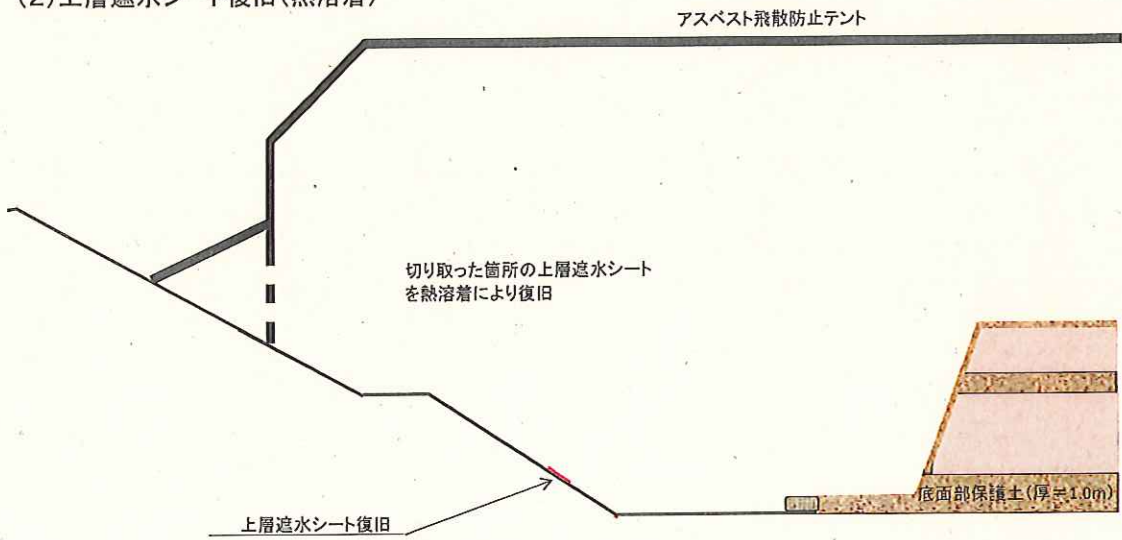 (2)上層遮水シート復旧(熱溶着)
アスベスト飛散防止テント
切り取った箇所の上層遮水シート
を熱溶着により復旧
底面部保護土(厚=1.0m)
上層遮水シート復旧